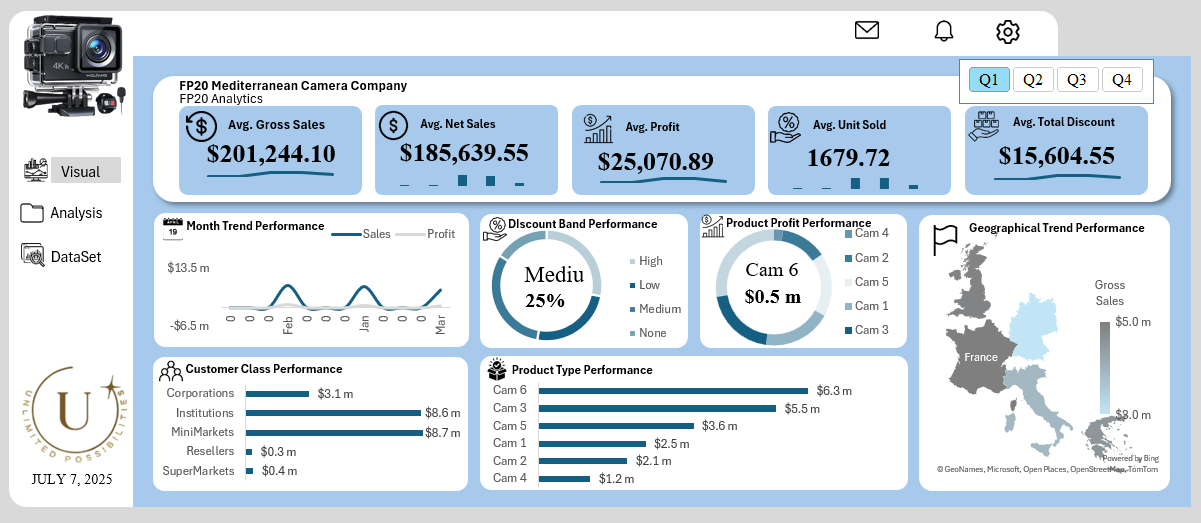 4K
Q1 Q2 Q3 Q4
FP20 Mediterranean Camera Company
FP20 Analytics
Avg. Gross Sales
$201,244.10
Avg. Net Sales
$185,639.55
Avg. Profit
$25,070.89
Avg. Unit Sold
1679.72
Avg. Total Discount
$15,604.55
Visual
Analysis
DataSet
UNLIMITED POSSIBILITIES
U
JULY 7, 2025
19
Month Trend Performance
Sales
Profit
$13.5 m
-$6.5 m
0 0 0 Feb 0 0 0 Jan 0 0 0 Mar
DIscount Band Performance
Mediu
25%
High
Low
Medium
None
Product Profit Performance
Cam 6
$0.5 m
Cam 4
Cam 2
Cam 5
Cam 1
Cam 3
Geographical Trend Performance
Gross
Sales
$5.0 m
$3.0 m
France
Powered by Bing
© GeoNames, Microsoft, Open Places, OpenStreetMap, TomTom
Customer Class Performance
Corporations $3.1 m
Institutions $8.6 m
MiniMarkets $8.7 m
Resellers $0.3 m
SuperMarkets $0.4 m
Product Type Performance
Cam 6 $6.3 m
Cam 3 $5.5 m
Cam 5 $3.6 m
Cam 1 $2.5 m
Cam 2 $2.1 m
Cam 4 $1.2 m